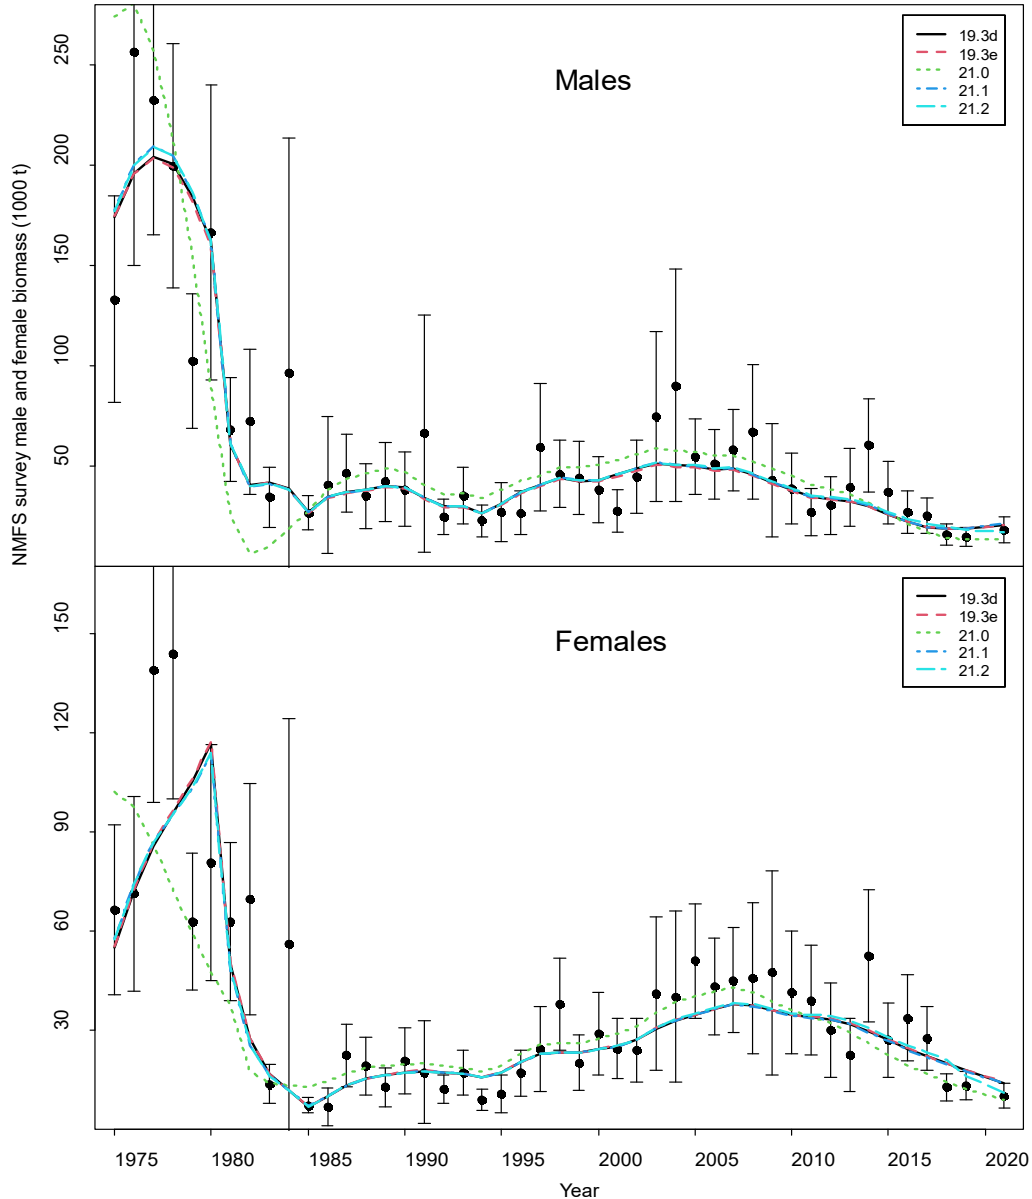 NMFS survey male and female biomass (1000 t)
250
200
150
100
50
Males
19.3d
19.3e
21.0
21.1
21.2
150
120
90
60
30
Females
19.3d
19.3e
21.0
21.1
21.2
1975 1980 1985 1990 1995 2000 2005 2010 2015 2020
Year